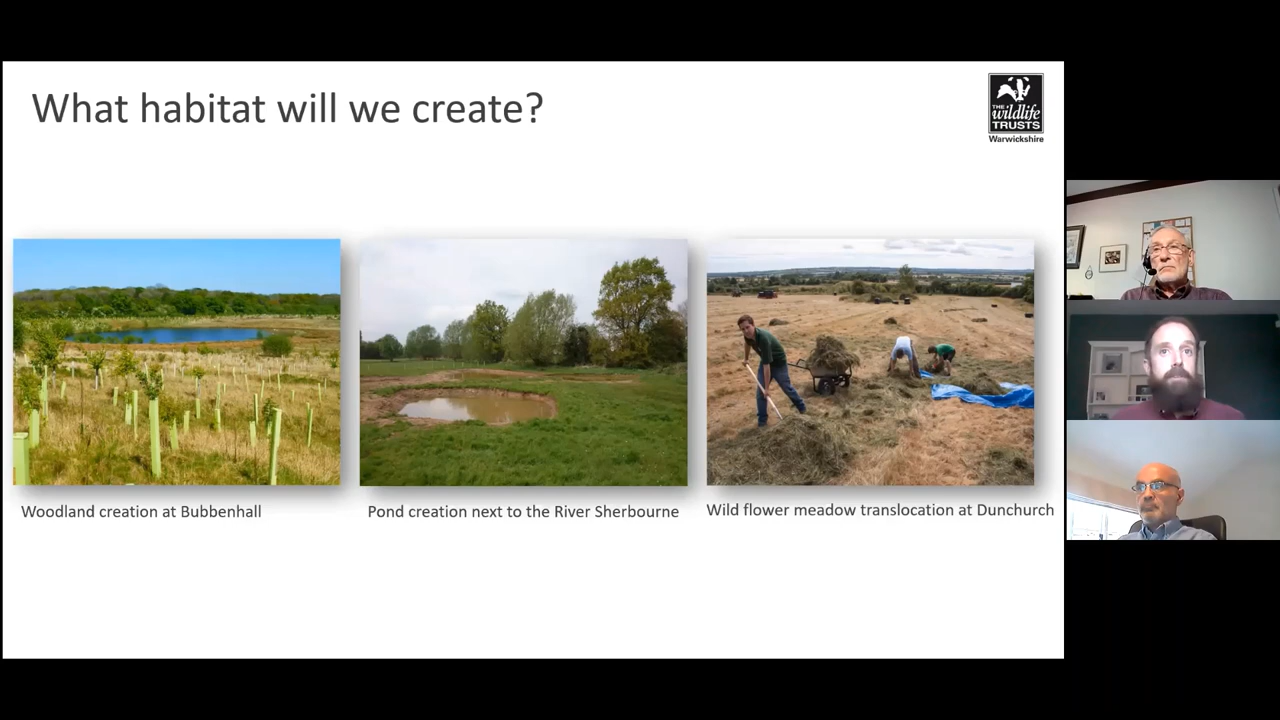 What habitat will we create?
THE
wildlife
TRUSTS
Warwickshire
Woodland creation at Bubbenhall
Pond creation next to the River Sherbourne
Wild flower meadow translocation at Dunchurch